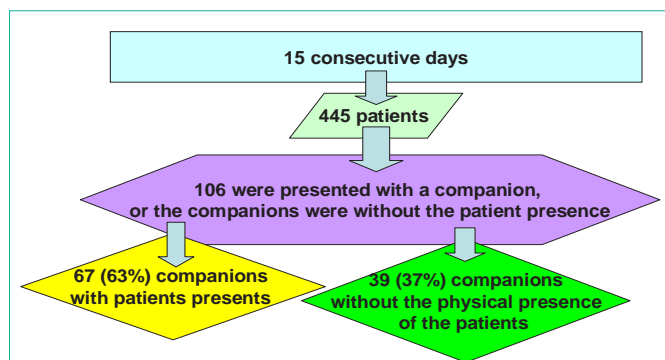 15 consecutive days
445 patients
106 were presented with a companion,
or the companions were without the patient presence
67 (63%) companions
with patients presents
39 (37%) companions
without the physical presence
of the patients